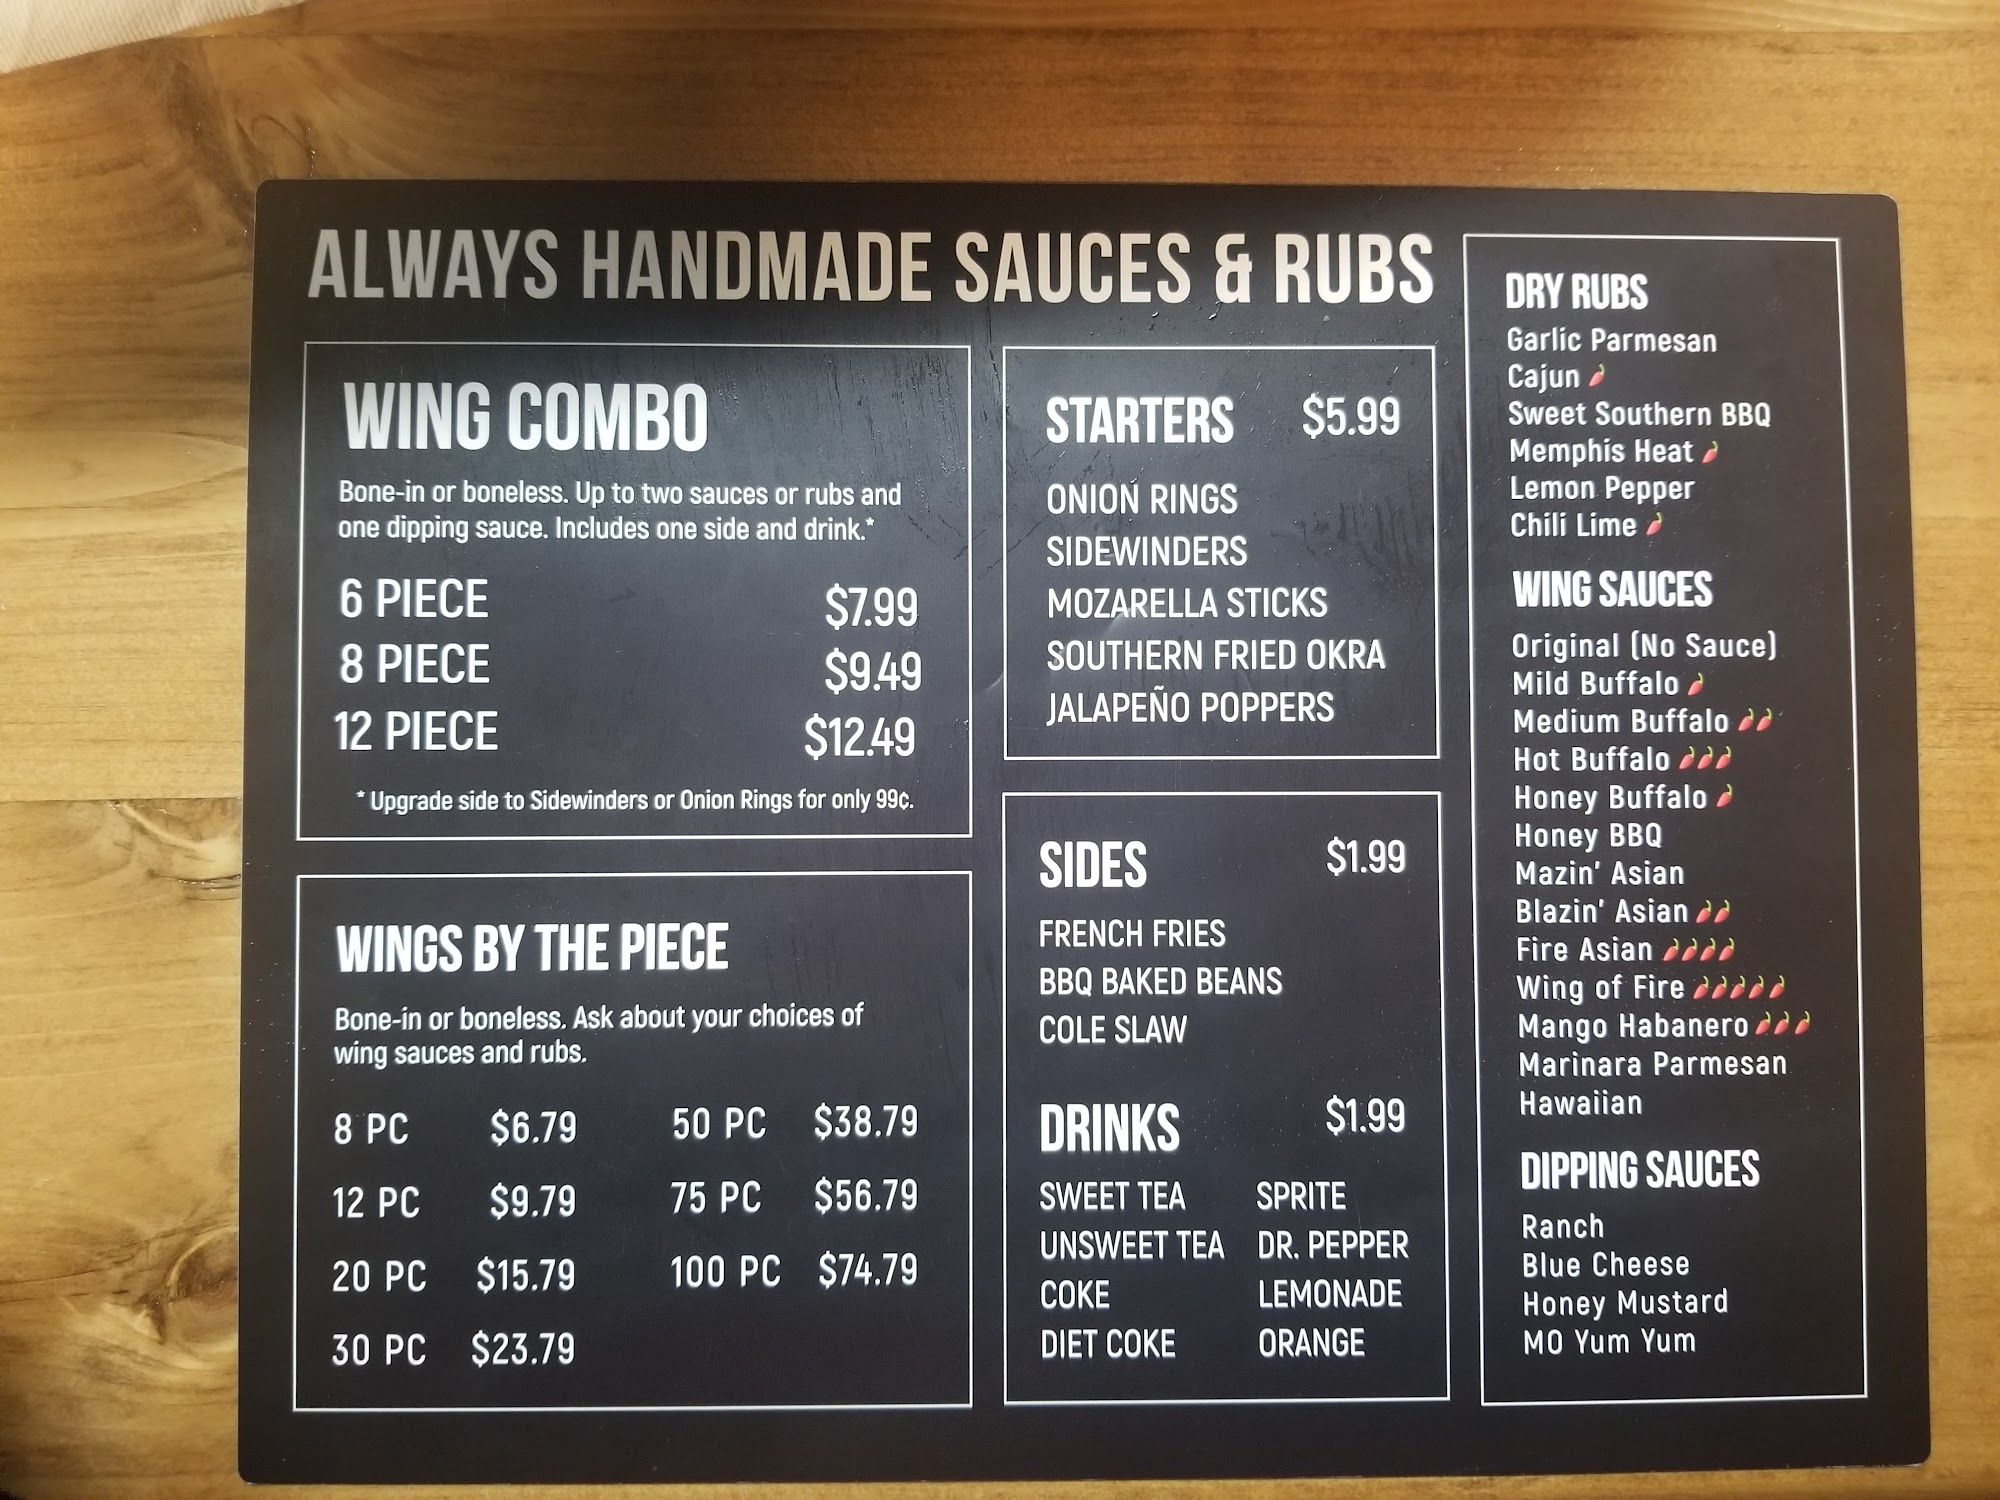 ALWAYS HANDMADE SAUCES & RUBS
WING COMBO
Bone-in or boneless. Up to two sauces or rubs and
one dipping sauce. Includes one side and drink.*
6 PIECE $7.99
8 PIECE $9.49
12 PIECE $12.49
* Upgrade side to Sidewinders or Onion Rings for only 99¢.
WINGS BY THE PIECE
Bone-in or boneless. Ask about your choices of
wing sauces and rubs.
8 PC $6.79 50 PC $38.79
12 PC $9.79 75 PC $56.79
20 PC $15.79 100 PC $74.79
30 PC $23.79
STARTERS $5.99
ONION RINGS
SIDEWINDERS
MOZARELLA STICKS
SOUTHERN FRIED OKRA
JALAPEÑO POPPERS
SIDES $1.99
FRENCH FRIES
BBQ BAKED BEANS
COLE SLAW
DRINKS $1.99
SWEET TEA SPRITE
UNSWEET TEA DR. PEPPER
COKE LEMONADE
DIET COKE ORANGE
DRY RUBS
Garlic Parmesan
Cajun
Sweet Southern BBQ
Memphis Heat
Lemon Pepper
Chili Lime
WING SAUCES
Original (No Sauce)
Mild Buffalo
Medium Buffalo
Hot Buffalo
Honey Buffalo
Honey BBQ
Mazin' Asian
Blazin' Asian
Fire Asian
Wing of Fire
Mango Habanero
Marinara Parmesan
Hawaiian
DIPPING SAUCES
Ranch
Blue Cheese
Honey Mustard
MO Yum Yum